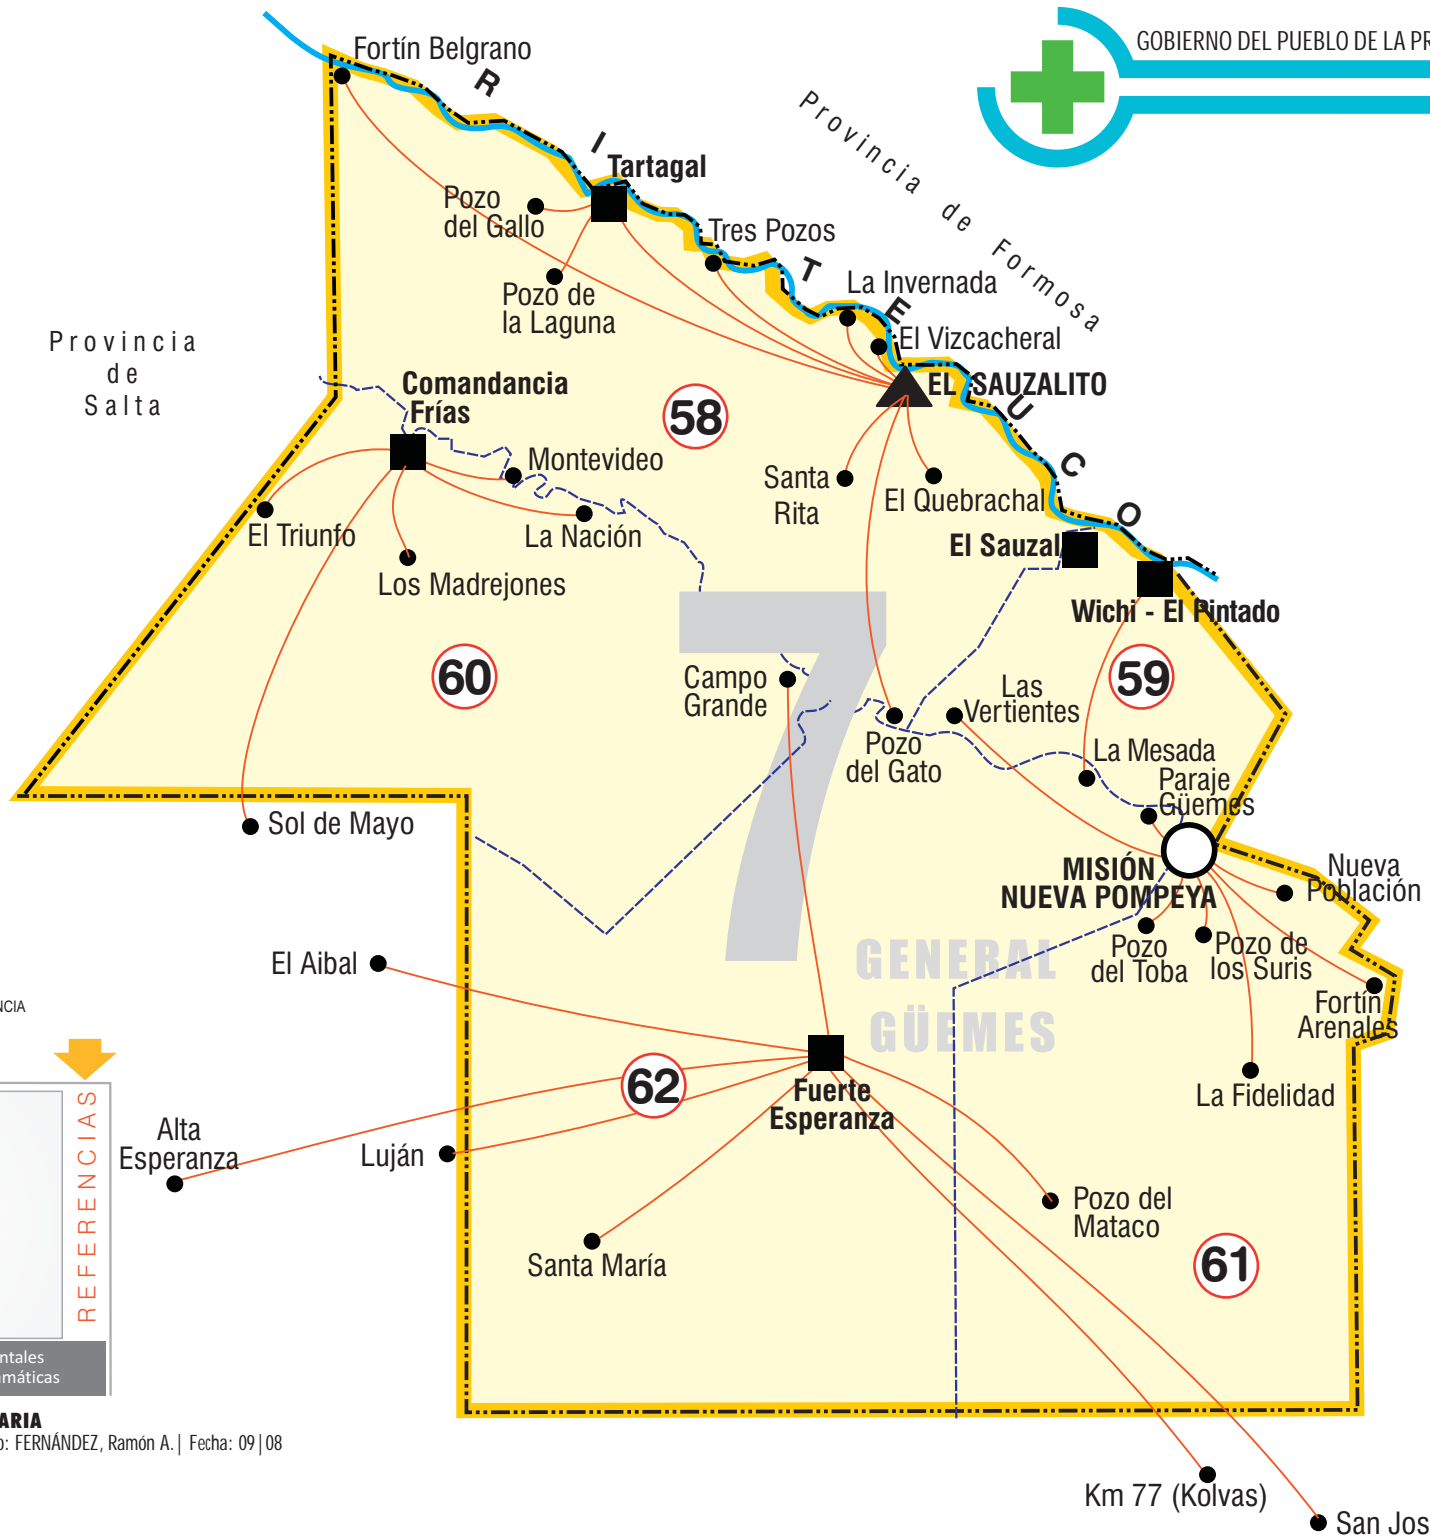 GOBIERNO DEL PUEBLO DE LA PR
Fortín Belgrano
R I T E U C O
Provincia de Formosa
Tartagal
Pozo
del Gallo
Tres Pozos
La Invernada
Pozo de
la Laguna
El Vizcacheral
Provincia
de
Salta
Comandancia
Frías
EL SAUZALITO
58
Montevideo
Santa
Rita
El Quebrachal
El Triunfo
La Nación
El Sauzal
Los Madrejones
Wichi - El Pintado
7
60
Campo
Grande
Las
Vertientes
59
Pozo
del Gato
La Mesada
Paraje
Güemes
Sol de Mayo
MISIÓN
NUEVA POMPEYA
Nueva
Población
El Aibal
GENERAL
GÜEMES
Pozo
del Toba
Pozo de
los Suris
Fortín
Arenales
NCIA
62
Fuerte
Esperanza
La Fidelidad
REFERENCIAS
Alta
Esperanza
Luján
Pozo del
Mataco
Santa María
61
ntales
amáticas
ARIA
o: FERNÁNDEZ, Ramón A. | Fecha: 09|08
Km 77 (Kolvas)
San Jos